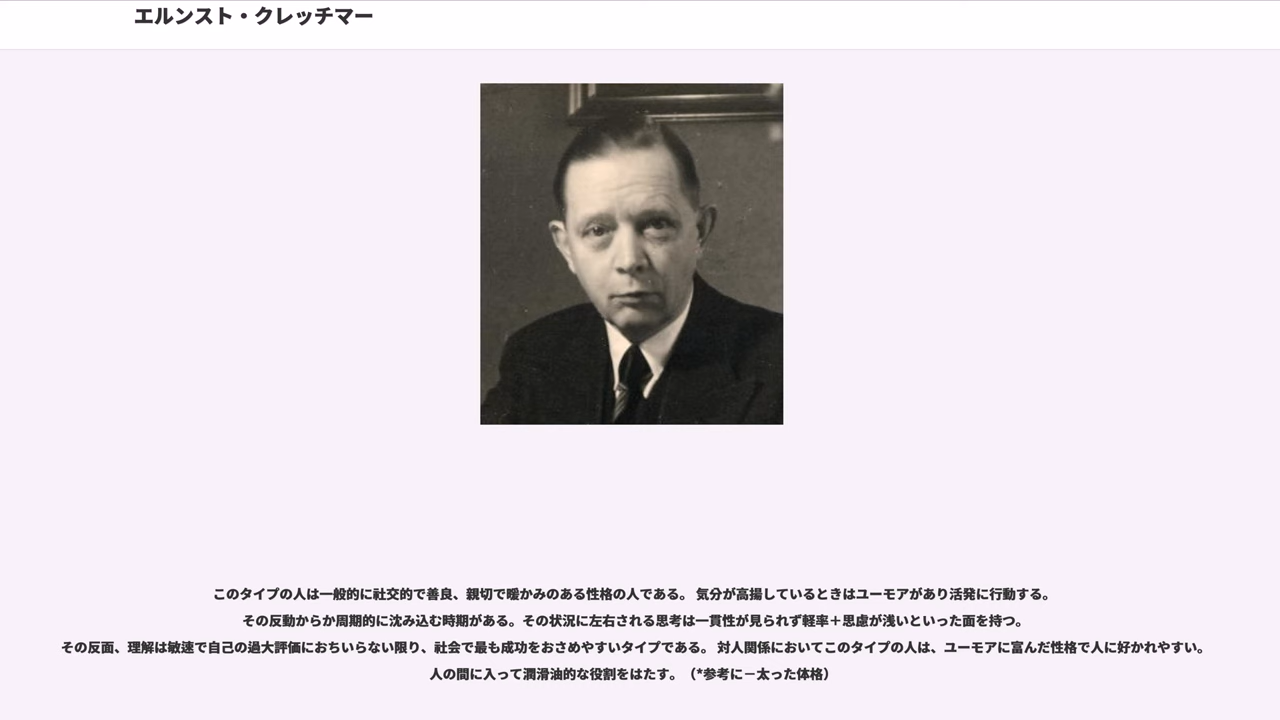 エルンスト・クレッチマー
このタイプの人は一般的に社交的で善良、親切で暖かみのある性格の人である。 気分が高揚しているときはユーモアがあり活発に行動する。
その反動からか周期的に沈み込む時期がある。その状況に左右される思考は一貫性が見られず軽率＋思慮が浅いといった面を持つ。
その反面、理解は敏速で自己の過大評価におちいらない限り、社会で最も成功をおさめやすいタイプである。 対人関係においてこのタイプの人は、ユーモアに富んだ性格で人に好かれやすい。
人の間に入って潤滑油的な役割をはたす。（*参考に－太った体格）